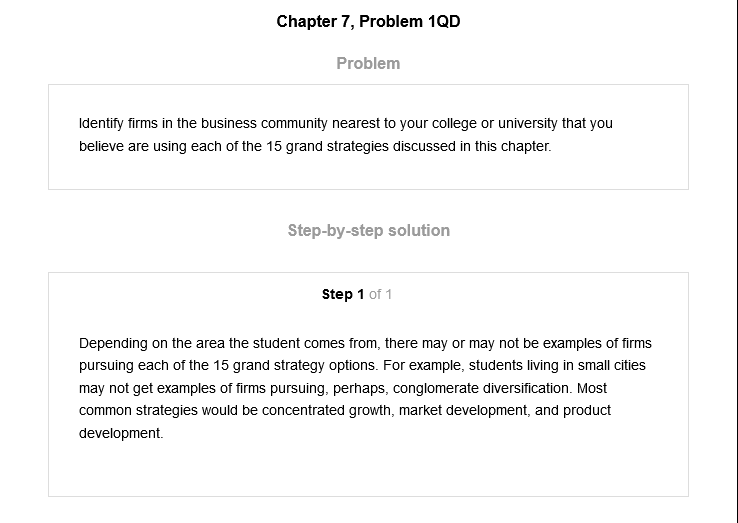 Chapter 7, Problem 1QD
Problem
Identify firms in the business community nearest to your college or university that you
believe are using each of the 15 grand strategies discussed in this chapter.
Step-by-step solution
Step 1 of 1
Depending on the area the student comes from, there may or may not be examples of firms
pursuing each of the 15 grand strategy options. For example, students living in small cities
may not get examples of firms pursuing, perhaps, conglomerate diversification. Most
common strategies would be concentrated growth, market development, and product
development.